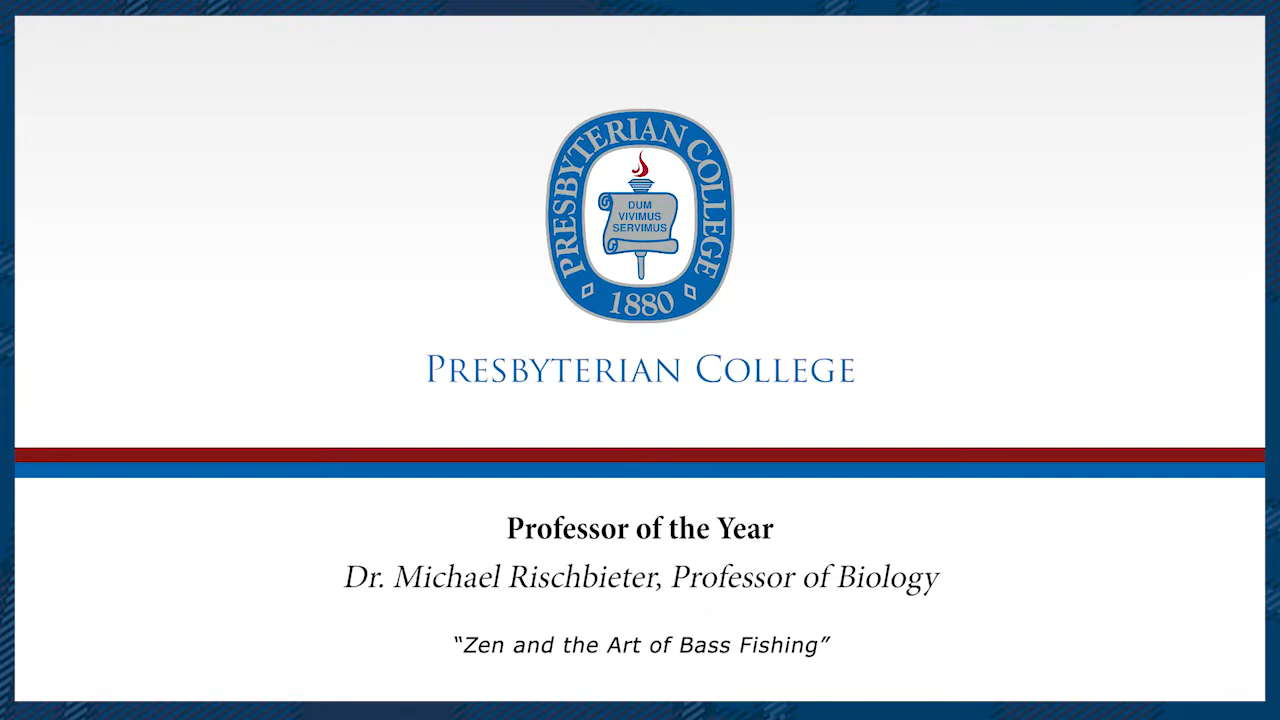 PRESBYTERIAN COLLEGE
DUM
VIVIMUS
SERVIMUS
1880
PRESBYTERIAN COLLEGE
Professor of the Year
Dr. Michael Rischbieter, Professor of Biology
“Zen and the Art of Bass Fishing”